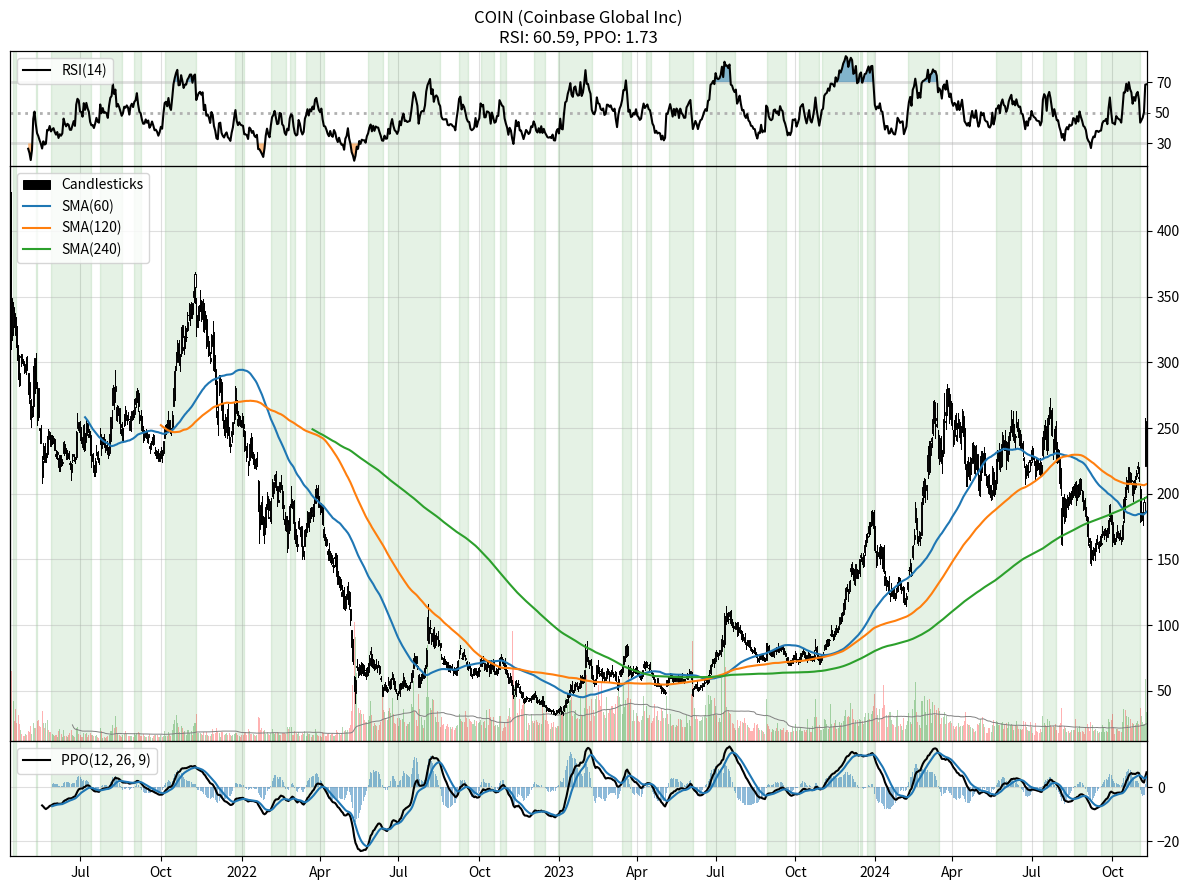 COIN (Coinbase Global Inc)
RSI: 60.59, PPO: 1.73
RSI(14)
70
50
30
Candlesticks
SMA(60)
SMA(120)
SMA(240)
400
350
300
250
200
150
100
50
PPO(12, 26, 9)
0
−20
Jul Oct 2022 Apr Jul Oct 2023 Apr Jul Oct 2024 Apr Jul Oct